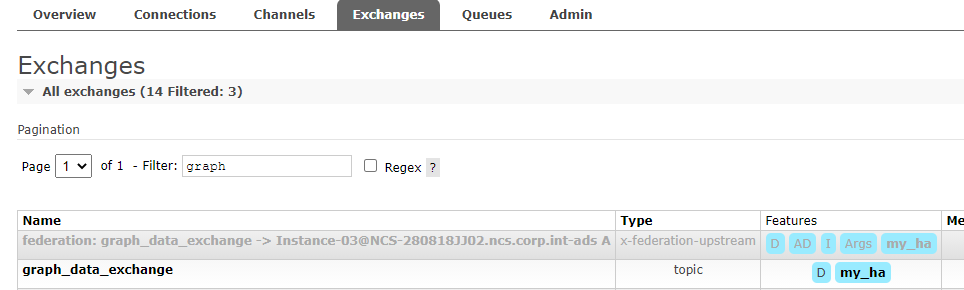 Overview Connections Channels Exchanges Queues Admin
Exchanges
All exchanges (14 Filtered: 3)
Pagination
Page 1 of 1 - Filter: graph Regex ?
Name Type Features Me
federation: graph_data_exchange -> Instance-03@NCS-280818JJ02.ncs.corp.int-ads A x-federation-upstream D AD I Args my_ha
graph_data_exchange topic D my_ha